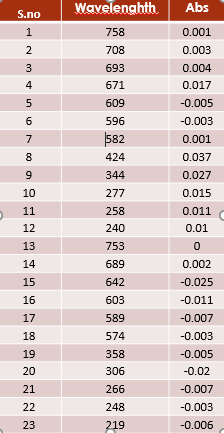 S.no Wavelenghth Abs
1 758 0.001
2 708 0.003
3 693 0.004
4 671 0.017
5 609 -0.005
6 596 -0.003
7 582 0.001
8 424 0.037
9 344 0.027
10 277 0.015
11 258 0.011
12 240 0.01
13 753 0
14 689 0.002
15 642 -0.025
16 603 -0.011
17 589 -0.007
18 574 -0.003
19 358 -0.005
20 306 -0.02
21 266 -0.007
22 248 -0.003
23 219 -0.006